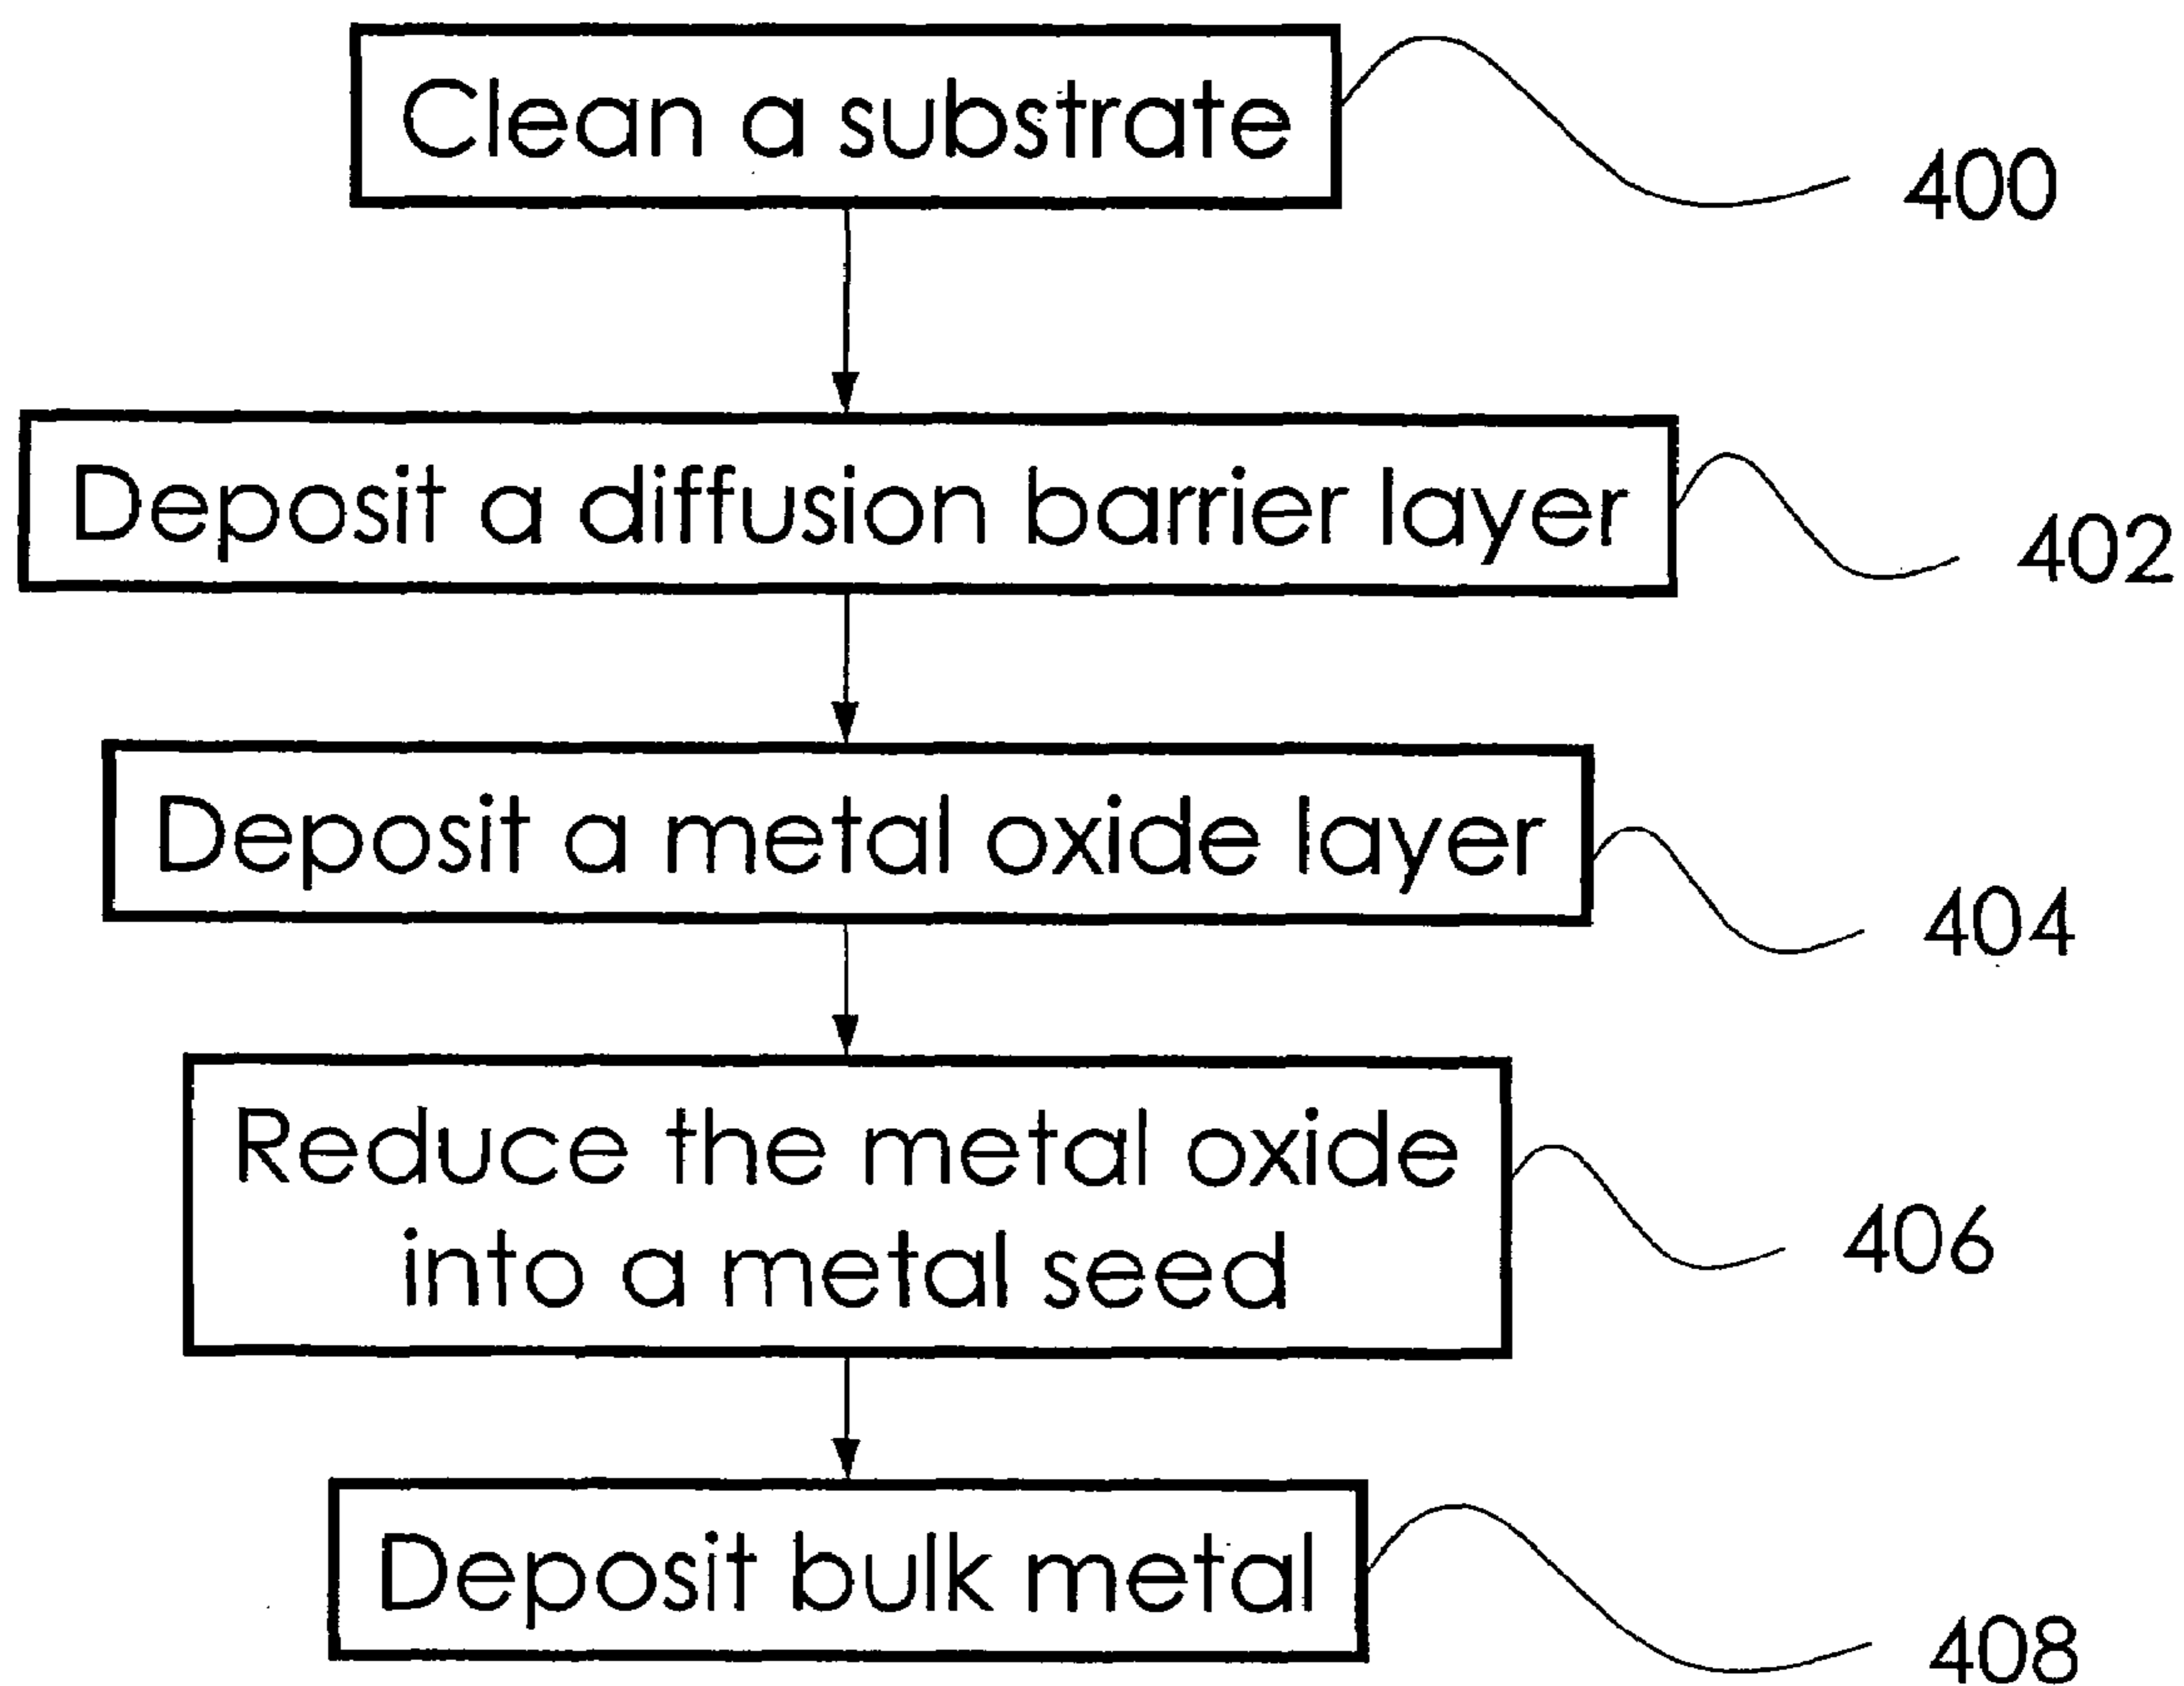 Clean a substrate
400
Deposit a diffusion barrier layer
402
Deposit a metal oxide layer
404
Reduce the metal oxide
into a metal seed
406
Deposit bulk metal
408